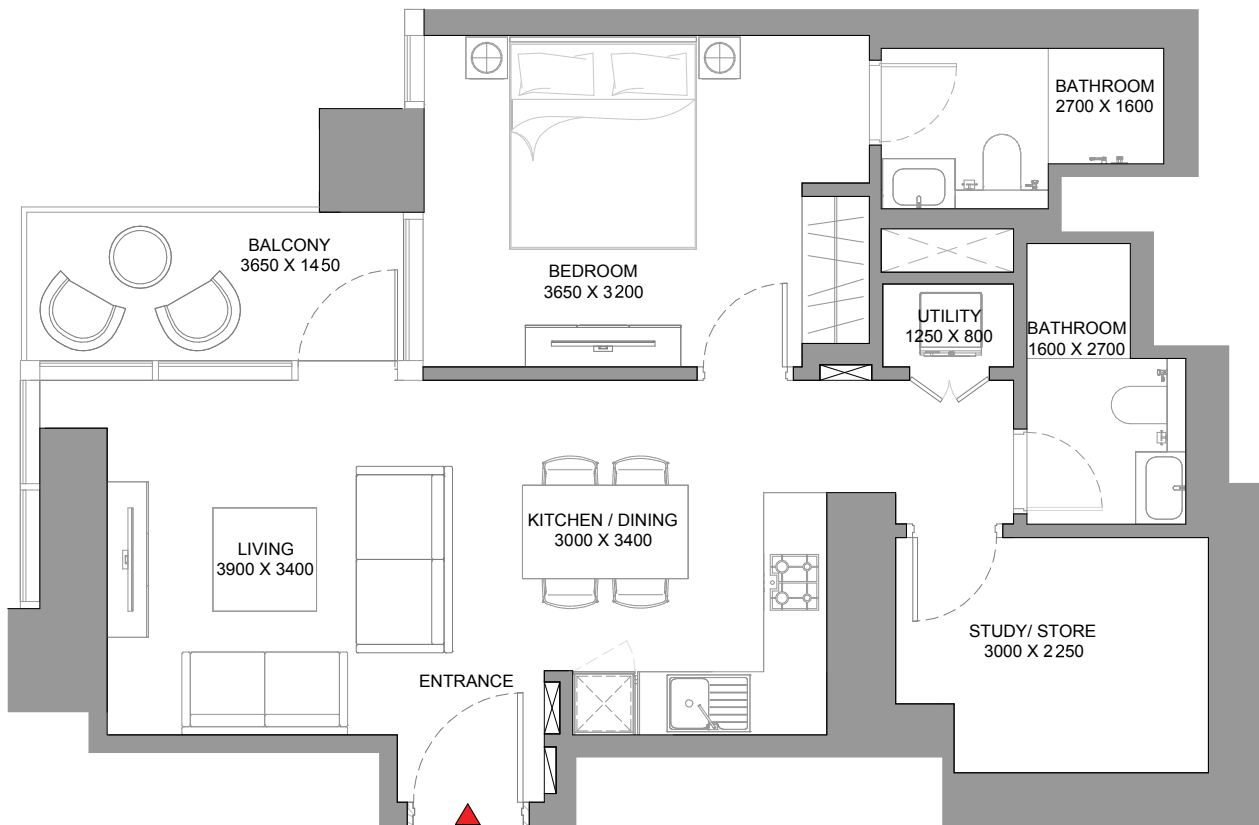 BATHROOM
2700 X 1600
BALCONY
3650 X 1450
BEDROOM
3650 X 3200
UTILITY
1250 X 800
BATHROOM
1600 X 2700
KITCHEN / DINING
3000 X 3400
LIVING
3900 X 3400
STUDY/ STORE
3000 X 2250
ENTRANCE